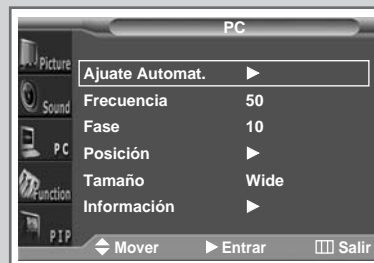 PC
Picture
Sound
PC
Function
PIP
Ajuate Automat. ▶
Frecuencia 50
Fase 10
Posición ▶
Tamaño Wide
Información ▶
Mover ▶ Entrar Salir